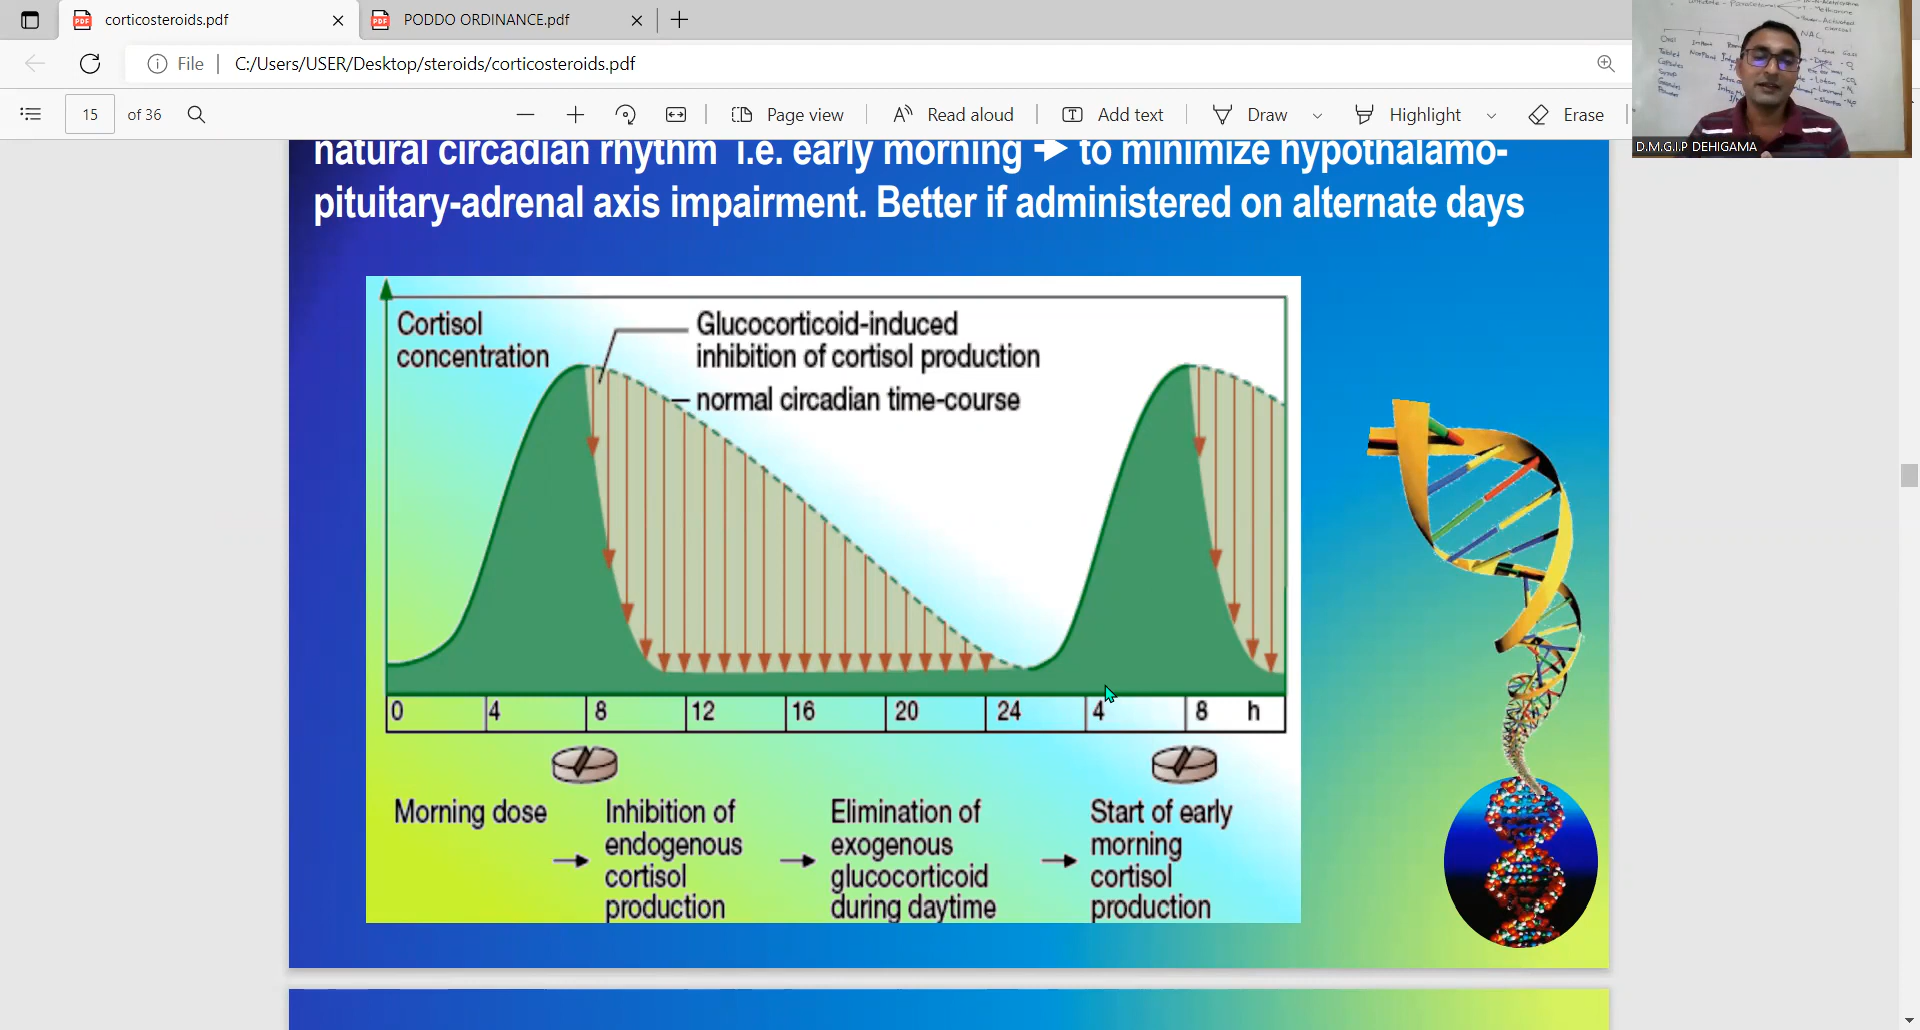 corticosteroids.pdf
PODDO ORDINANCE.pdf
File
C:/Users/USER/Desktop/steroids/corticosteroids.pdf
15 of 36
Page view
Read aloud
Add text
Draw
Highlight
Erase
NAC
D.M.G.I.P DEHIGAMA
natural circadian rhythm i.e. early morning ➔ to minimize hypothalamo-
pituitary-adrenal axis impairment. Better if administered on alternate days
Cortisol
concentration
Glucocorticoid-induced
inhibition of cortisol production
normal circadian time-course
0 4 8 12 16 20 24 4 8 h
Morning dose
Inhibition of
endogenous
cortisol
production
Elimination of
exogenous
glucocorticoid
during daytime
Start of early
morning
cortisol
production